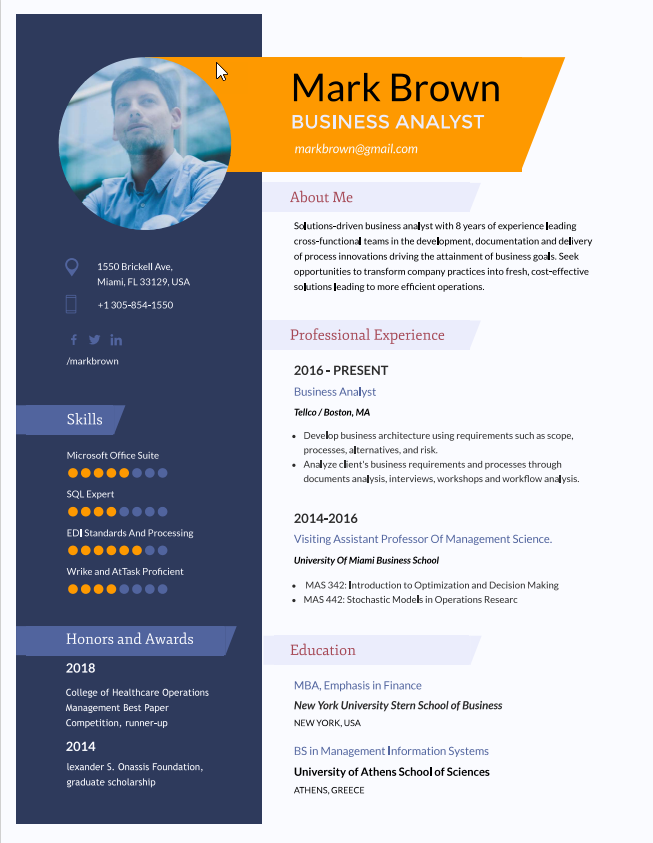 Mark Brown
BUSINESS ANALYST
markbrown@gmail.com
1550 Brickell Ave,
Miami, FL 33129, USA
+1 305-854-1550
/markbrown
Skills
Microsoft Office Suite
SQL Expert
EDI Standards And Processing
Wrike and AtTask Proficient
Honors and Awards
2018
College of Healthcare Operations
Management Best Paper
Competition, runner-up
2014
lexander S. Onassis Foundation,
graduate scholarship
About Me
Solutions-driven business analyst with 8 years of experience leading
cross-functional teams in the development, documentation and delivery
of process innovations driving the attainment of business goals. Seek
opportunities to transform company practices into fresh, cost-effective
solutions leading to more efficient operations.
Professional Experience
2016 - PRESENT
Business Analyst
Tellco / Boston, MA
• Develop business architecture using requirements such as scope,
processes, alternatives, and risk.
• Analyze client's business requirements and processes through
documents analysis, interviews, workshops and workflow analysis.
2014-2016
Visiting Assistant Professor Of Management Science.
University Of Miami Business School
• MAS 342: Introduction to Optimization and Decision Making
• MAS 442: Stochastic Models in Operations Researc
Education
MBA, Emphasis in Finance
New York University Stern School of Business
NEW YORK, USA
BS in Management Information Systems
University of Athens School of Sciences
ATHENS, GREECE